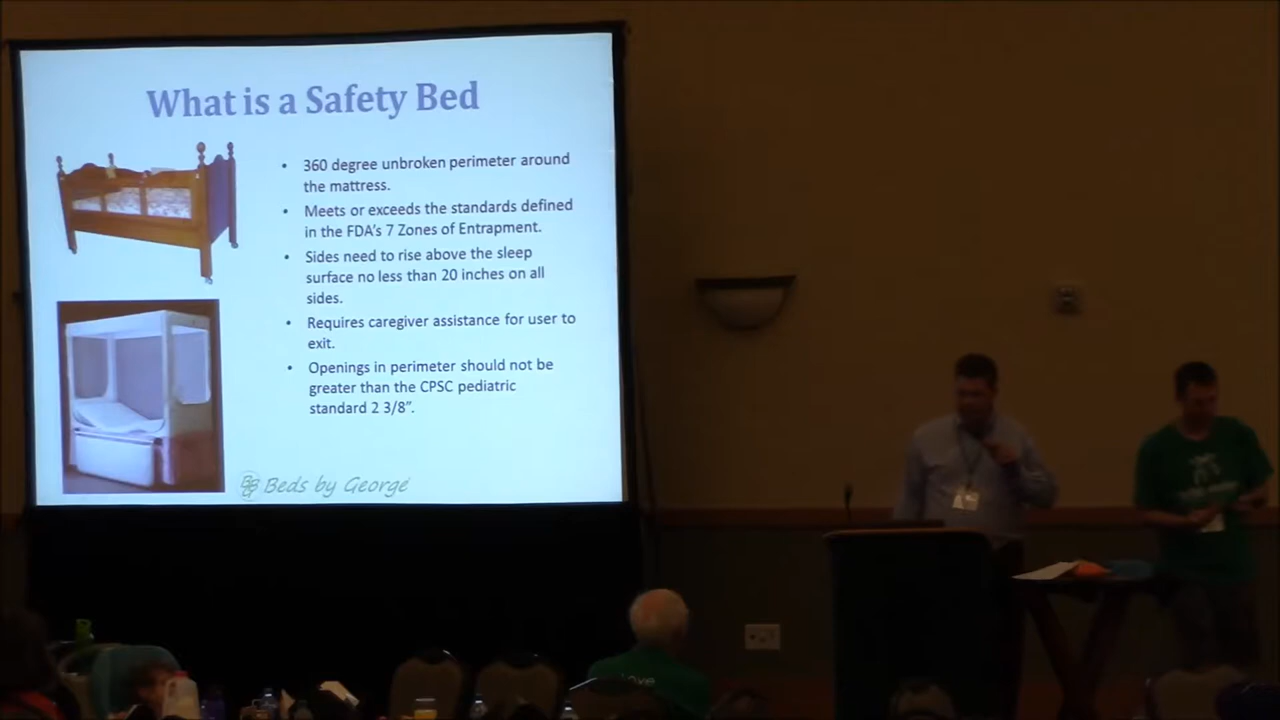 What is a Safety Bed
• 360 degree unbroken perimeter around
the mattress.
• Meets or exceeds the standards defined
in the FDA's 7 Zones of Entrapment.
• Sides need to rise above the sleep
surface no less than 20 inches on all
sides.
• Requires caregiver assistance for user to
exit.
• Openings in perimeter should not be
greater than the CPSC pediatric
standard 2 3/8”.
Beds by George